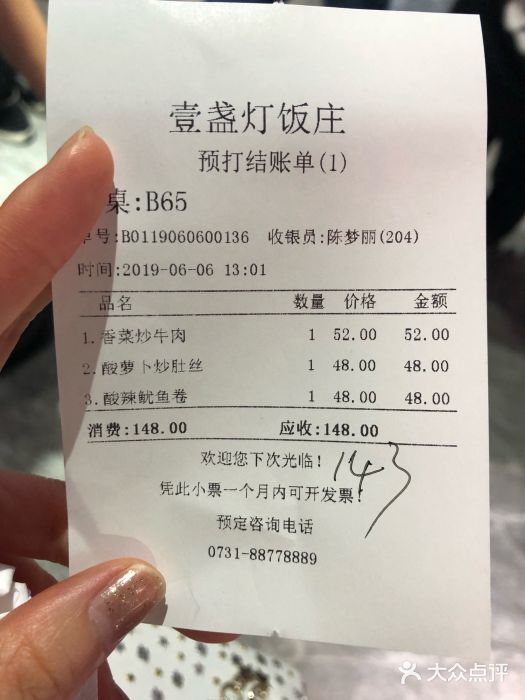 壹盏灯饭庄
预打结账单(1)
桌:B65
单号:B0119060600136 收银员:陈梦丽(204)
时间:2019-06-06 13:01
品名 数量 价格 金额
1.香菜炒牛肉 1 52.00 52.00
2.酸萝卜炒肚丝 1 48.00 48.00
3.酸辣鱿鱼卷 1 48.00 48.00
消费:148.00 应收:148.00
欢迎您下次光临!
143
凭此小票一个月内可开发票!
预定咨询电话
0731-88778889
大众点评